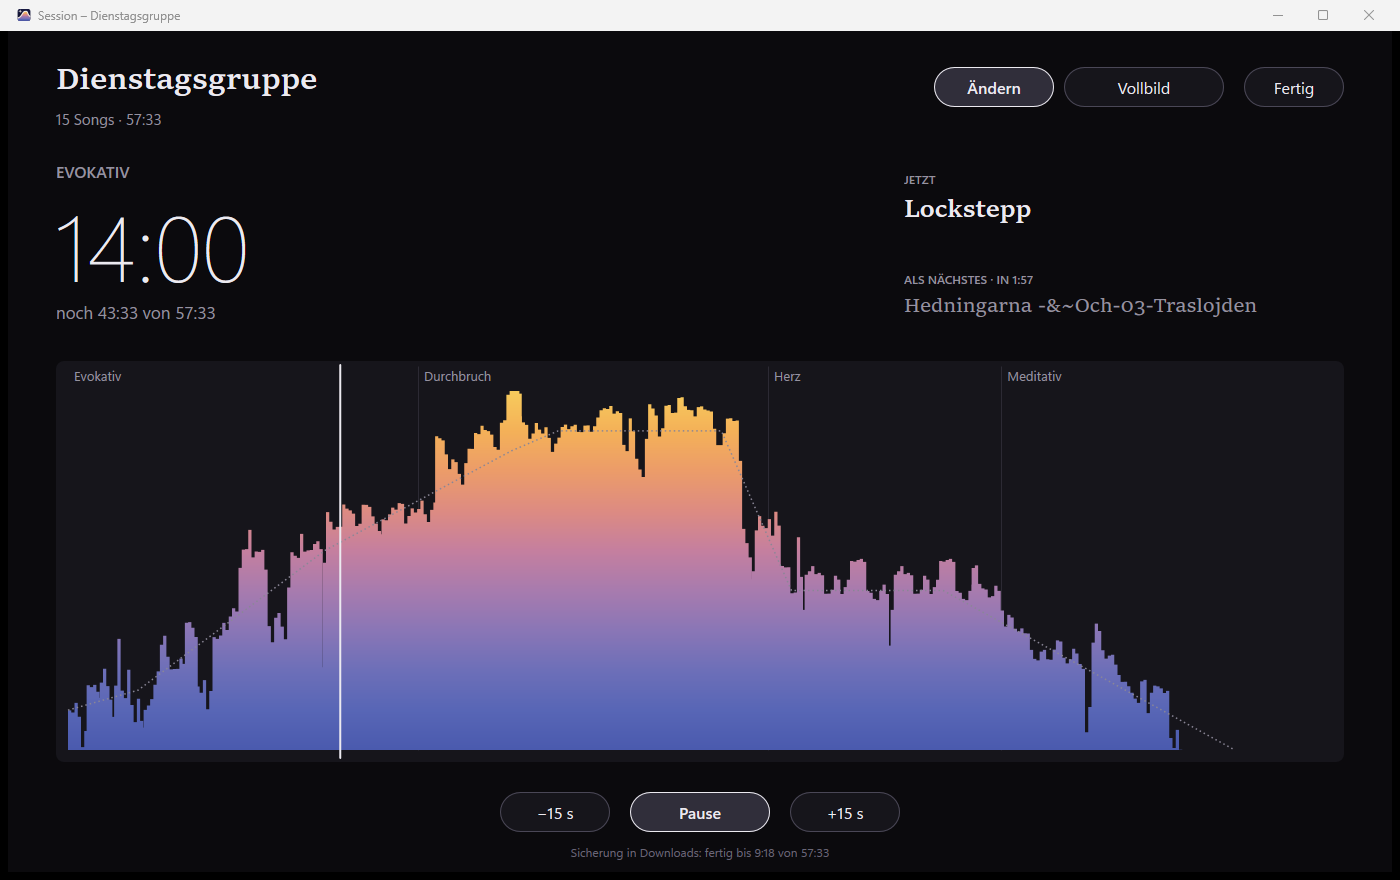 Session – Dienstagsgruppe
Dienstagsgruppe
Ändern
Vollbild
Fertig
15 Songs · 57:33
EVOKATIV
14:00
noch 43:33 von 57:33
JETZT
Lockstepp
ALS NÄCHSTES · IN 1:57
Hedningarna -&~Och-03-Traslojden
Evokativ
Durchbruch
Herz
Meditativ
–15 s
Pause
+15 s
Sicherung in Downloads: fertig bis 9:18 von 57:33